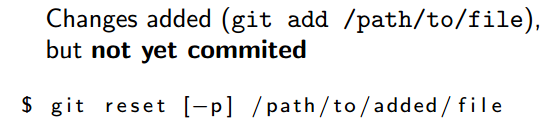 Changes added (git add /path/to/file),
but not yet commited
$ git reset [−p] /path/to/added/file